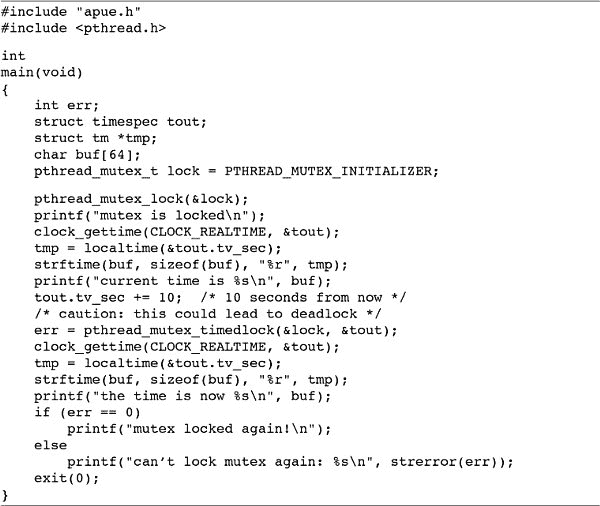 #include "apue.h"
#include <pthread.h>
int
main(void)
{
    int err;
    struct timespec tout;
    struct tm *tmp;
    char buf[64];
    pthread_mutex_t lock = PTHREAD_MUTEX_INITIALIZER;
    pthread_mutex_lock(&lock);
    printf("mutex is locked\n");
    clock_gettime(CLOCK_REALTIME, &tout);
    tmp = localtime(&tout.tv_sec);
    strftime(buf, sizeof(buf), "%r", tmp);
    printf("current time is %s\n", buf);
    tout.tv_sec += 10;  /* 10 seconds from now */
    /* caution: this could lead to deadlock */
    err = pthread_mutex_timedlock(&lock, &tout);
    clock_gettime(CLOCK_REALTIME, &tout);
    tmp = localtime(&tout.tv_sec);
    strftime(buf, sizeof(buf), "%r", tmp);
    printf("the time is now %s\n", buf);
    if (err == 0)
        printf("mutex locked again!\n");
    else
        printf("can’t lock mutex again: %s\n", strerror(err));
    exit(0);
}